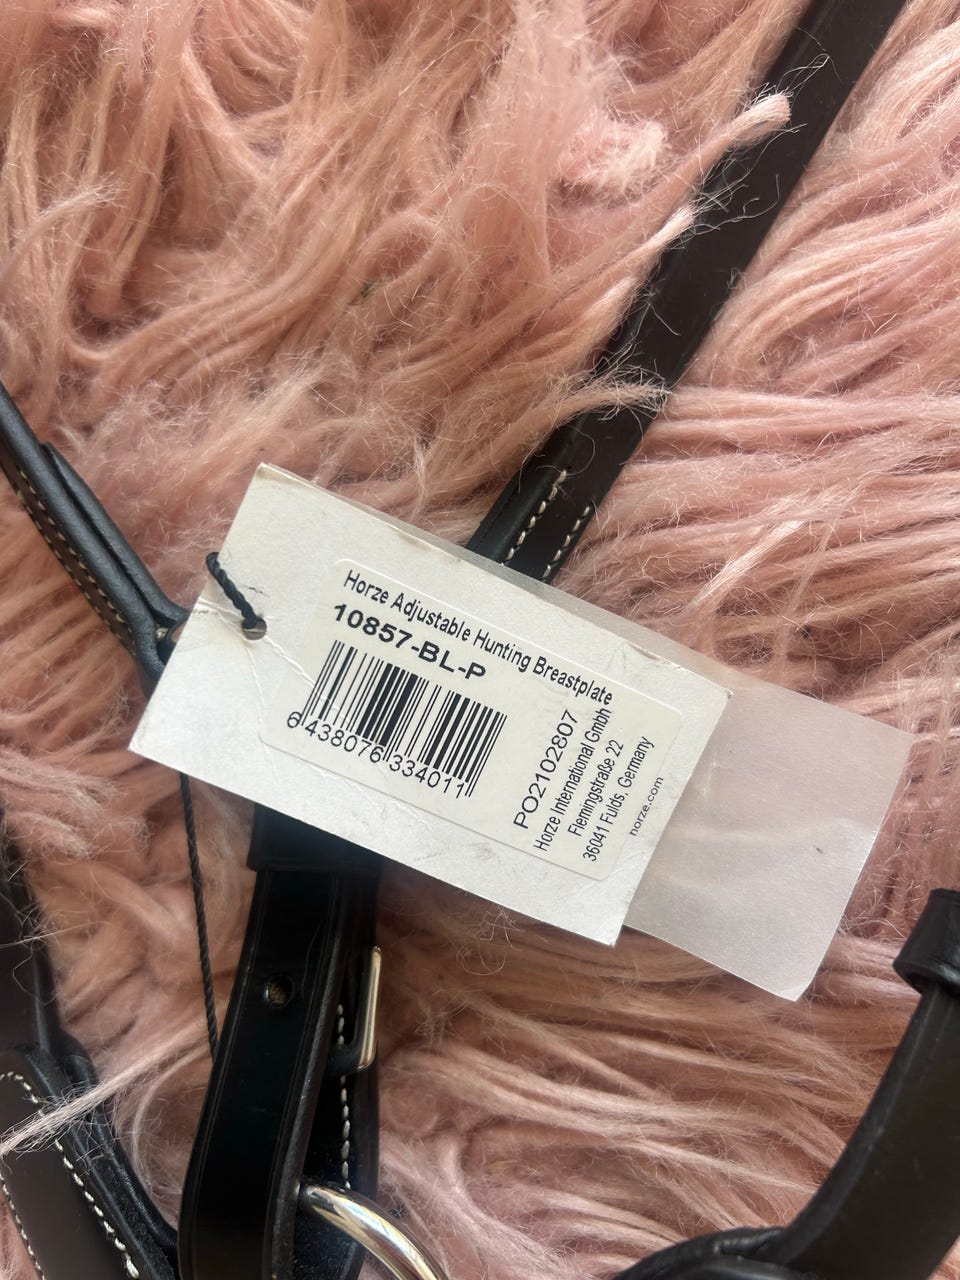 Horze Adjustable Hunting Breastplate
10857-BL-P
6 438076 334011
PO2102807
Horze International Gmbh
Flemingstraße 22
36041 Fulds, Germany
horze.com